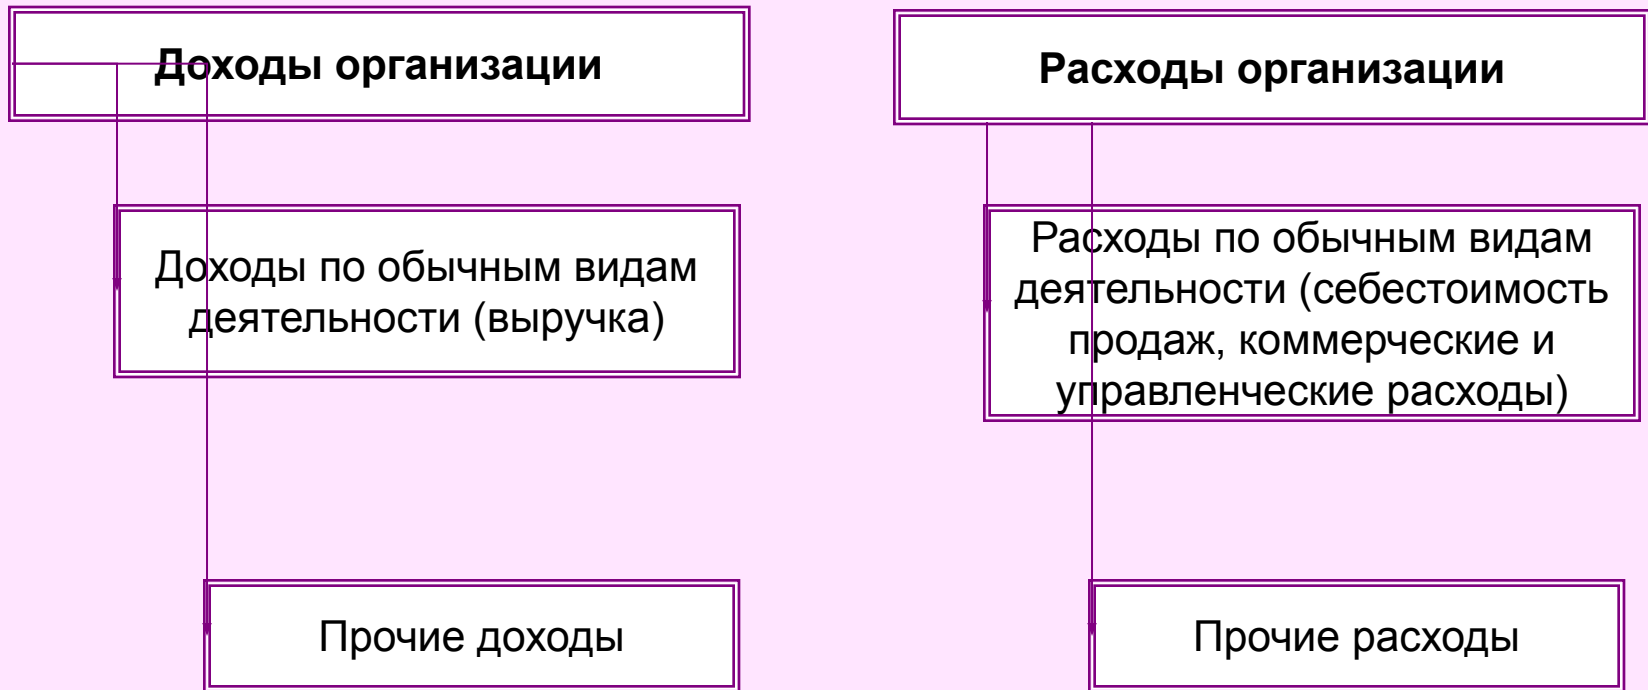 Доходы организации
Доходы по обычным видам
деятельности (выручка)
Прочие доходы
Расходы организации
Расходы по обычным видам
деятельности (себестоимость
продаж, коммерческие и
управленческие расходы)
Прочие расходы